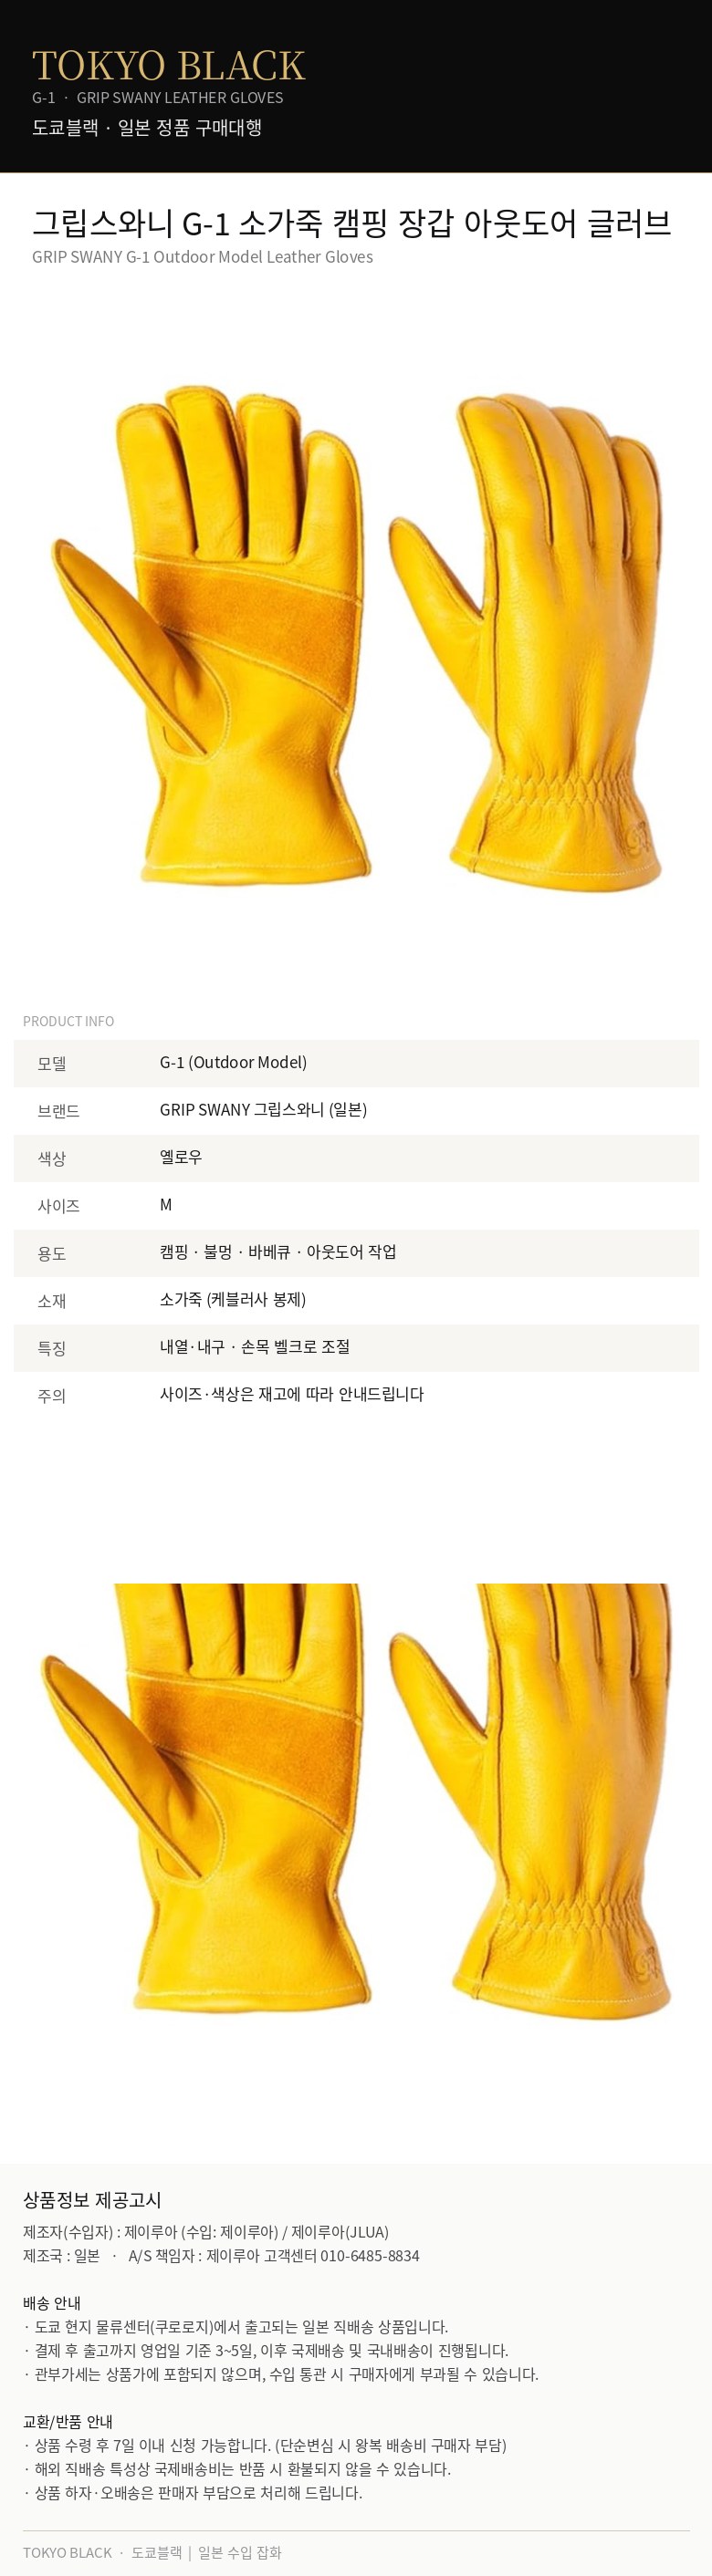 TOKYO BLACK
G-1 · GRIP SWANY LEATHER GLOVES
도쿄블랙 · 일본 정품 구매대행
그립스와니 G-1 소가죽 캠핑 장갑 아웃도어 글러브
GRIP SWANY G-1 Outdoor Model Leather Gloves
PRODUCT INFO
모델 G-1 (Outdoor Model)
브랜드 GRIP SWANY 그립스와니 (일본)
색상 옐로우
사이즈 M
용도 캠핑 · 불멍 · 바베큐 · 아웃도어 작업
소재 소가죽 (케블러사 봉제)
특징 내열·내구 · 손목 벨크로 조절
주의 사이즈·색상은 재고에 따라 안내드립니다
상품정보 제공고시
제조자(수입자) : 제이루아 (수입: 제이루아) / 제이루아(JLUA)
제조국 : 일본 · A/S 책임자 : 제이루아 고객센터 010-6485-8834
배송 안내
· 도쿄 현지 물류센터(쿠로로지)에서 출고되는 일본 직배송 상품입니다.
· 결제 후 출고까지 영업일 기준 3~5일, 이후 국제배송 및 국내배송이 진행됩니다.
· 관부가세는 상품가에 포함되지 않으며, 수입 통관 시 구매자에게 부과될 수 있습니다.
교환/반품 안내
· 상품 수령 후 7일 이내 신청 가능합니다. (단순변심 시 왕복 배송비 구매자 부담)
· 해외 직배송 특성상 국제배송비는 반품 시 환불되지 않을 수 있습니다.
· 상품 하자·오배송은 판매자 부담으로 처리해 드립니다.
TOKYO BLACK · 도쿄블랙 | 일본 수입 잡화